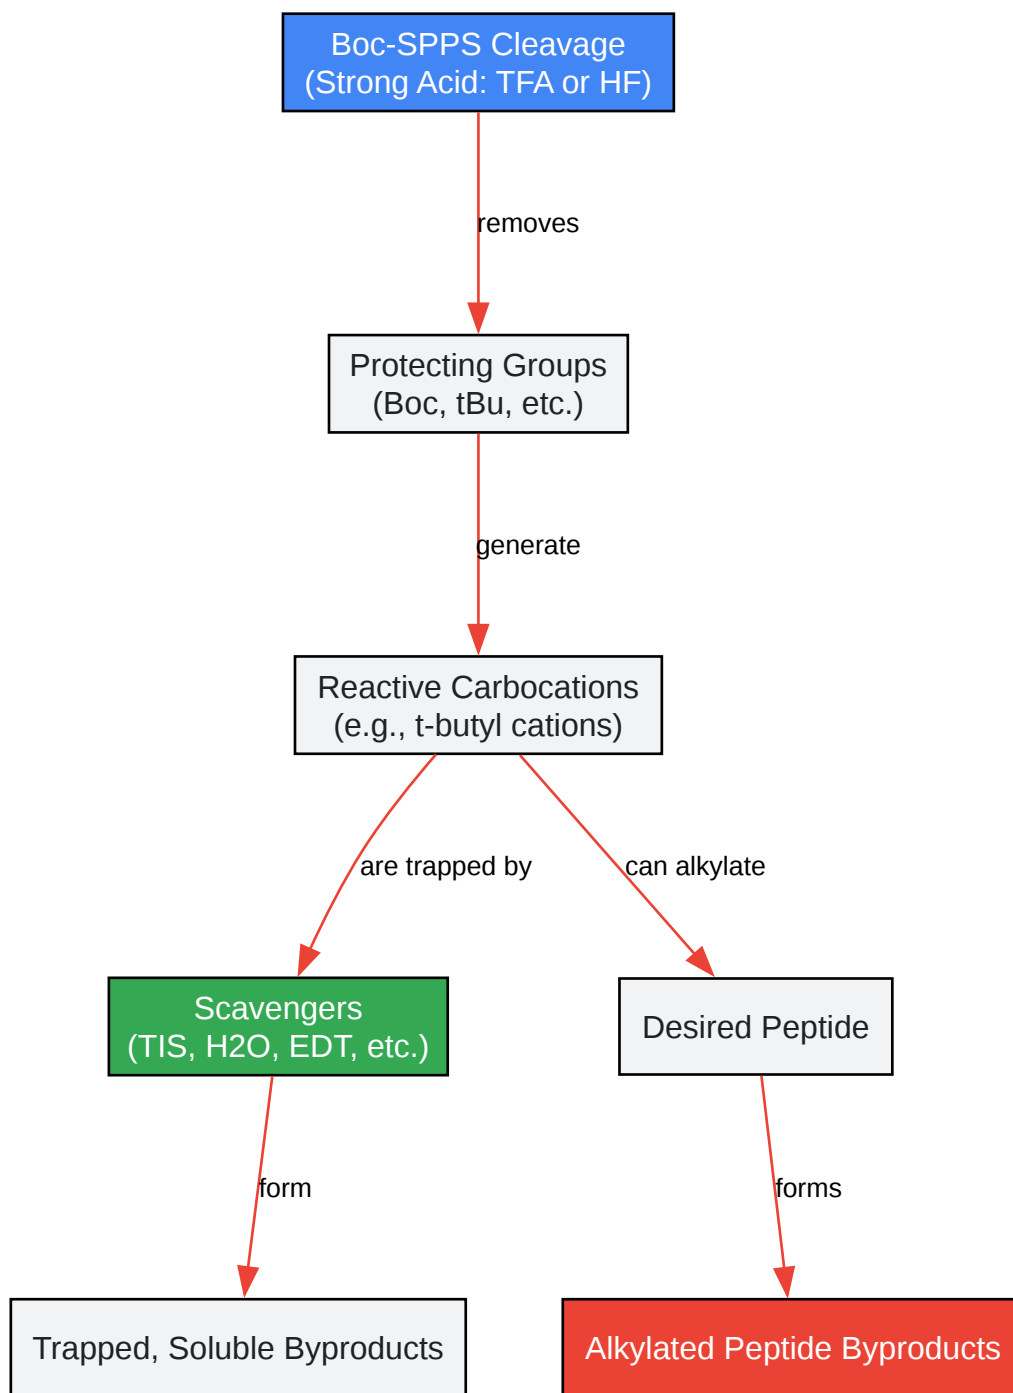 Boc-SPPS Cleavage
(Strong Acid: TFA or HF)
removes
Protecting Groups
(Boc, tBu, etc.)
generate
Reactive Carbocations
(e.g., t-butyl cations)
are trapped by
can alkylate
Scavengers
(TIS, H2O, EDT, etc.)
Desired Peptide
form
forms
Trapped, Soluble Byproducts
Alkylated Peptide Byproducts